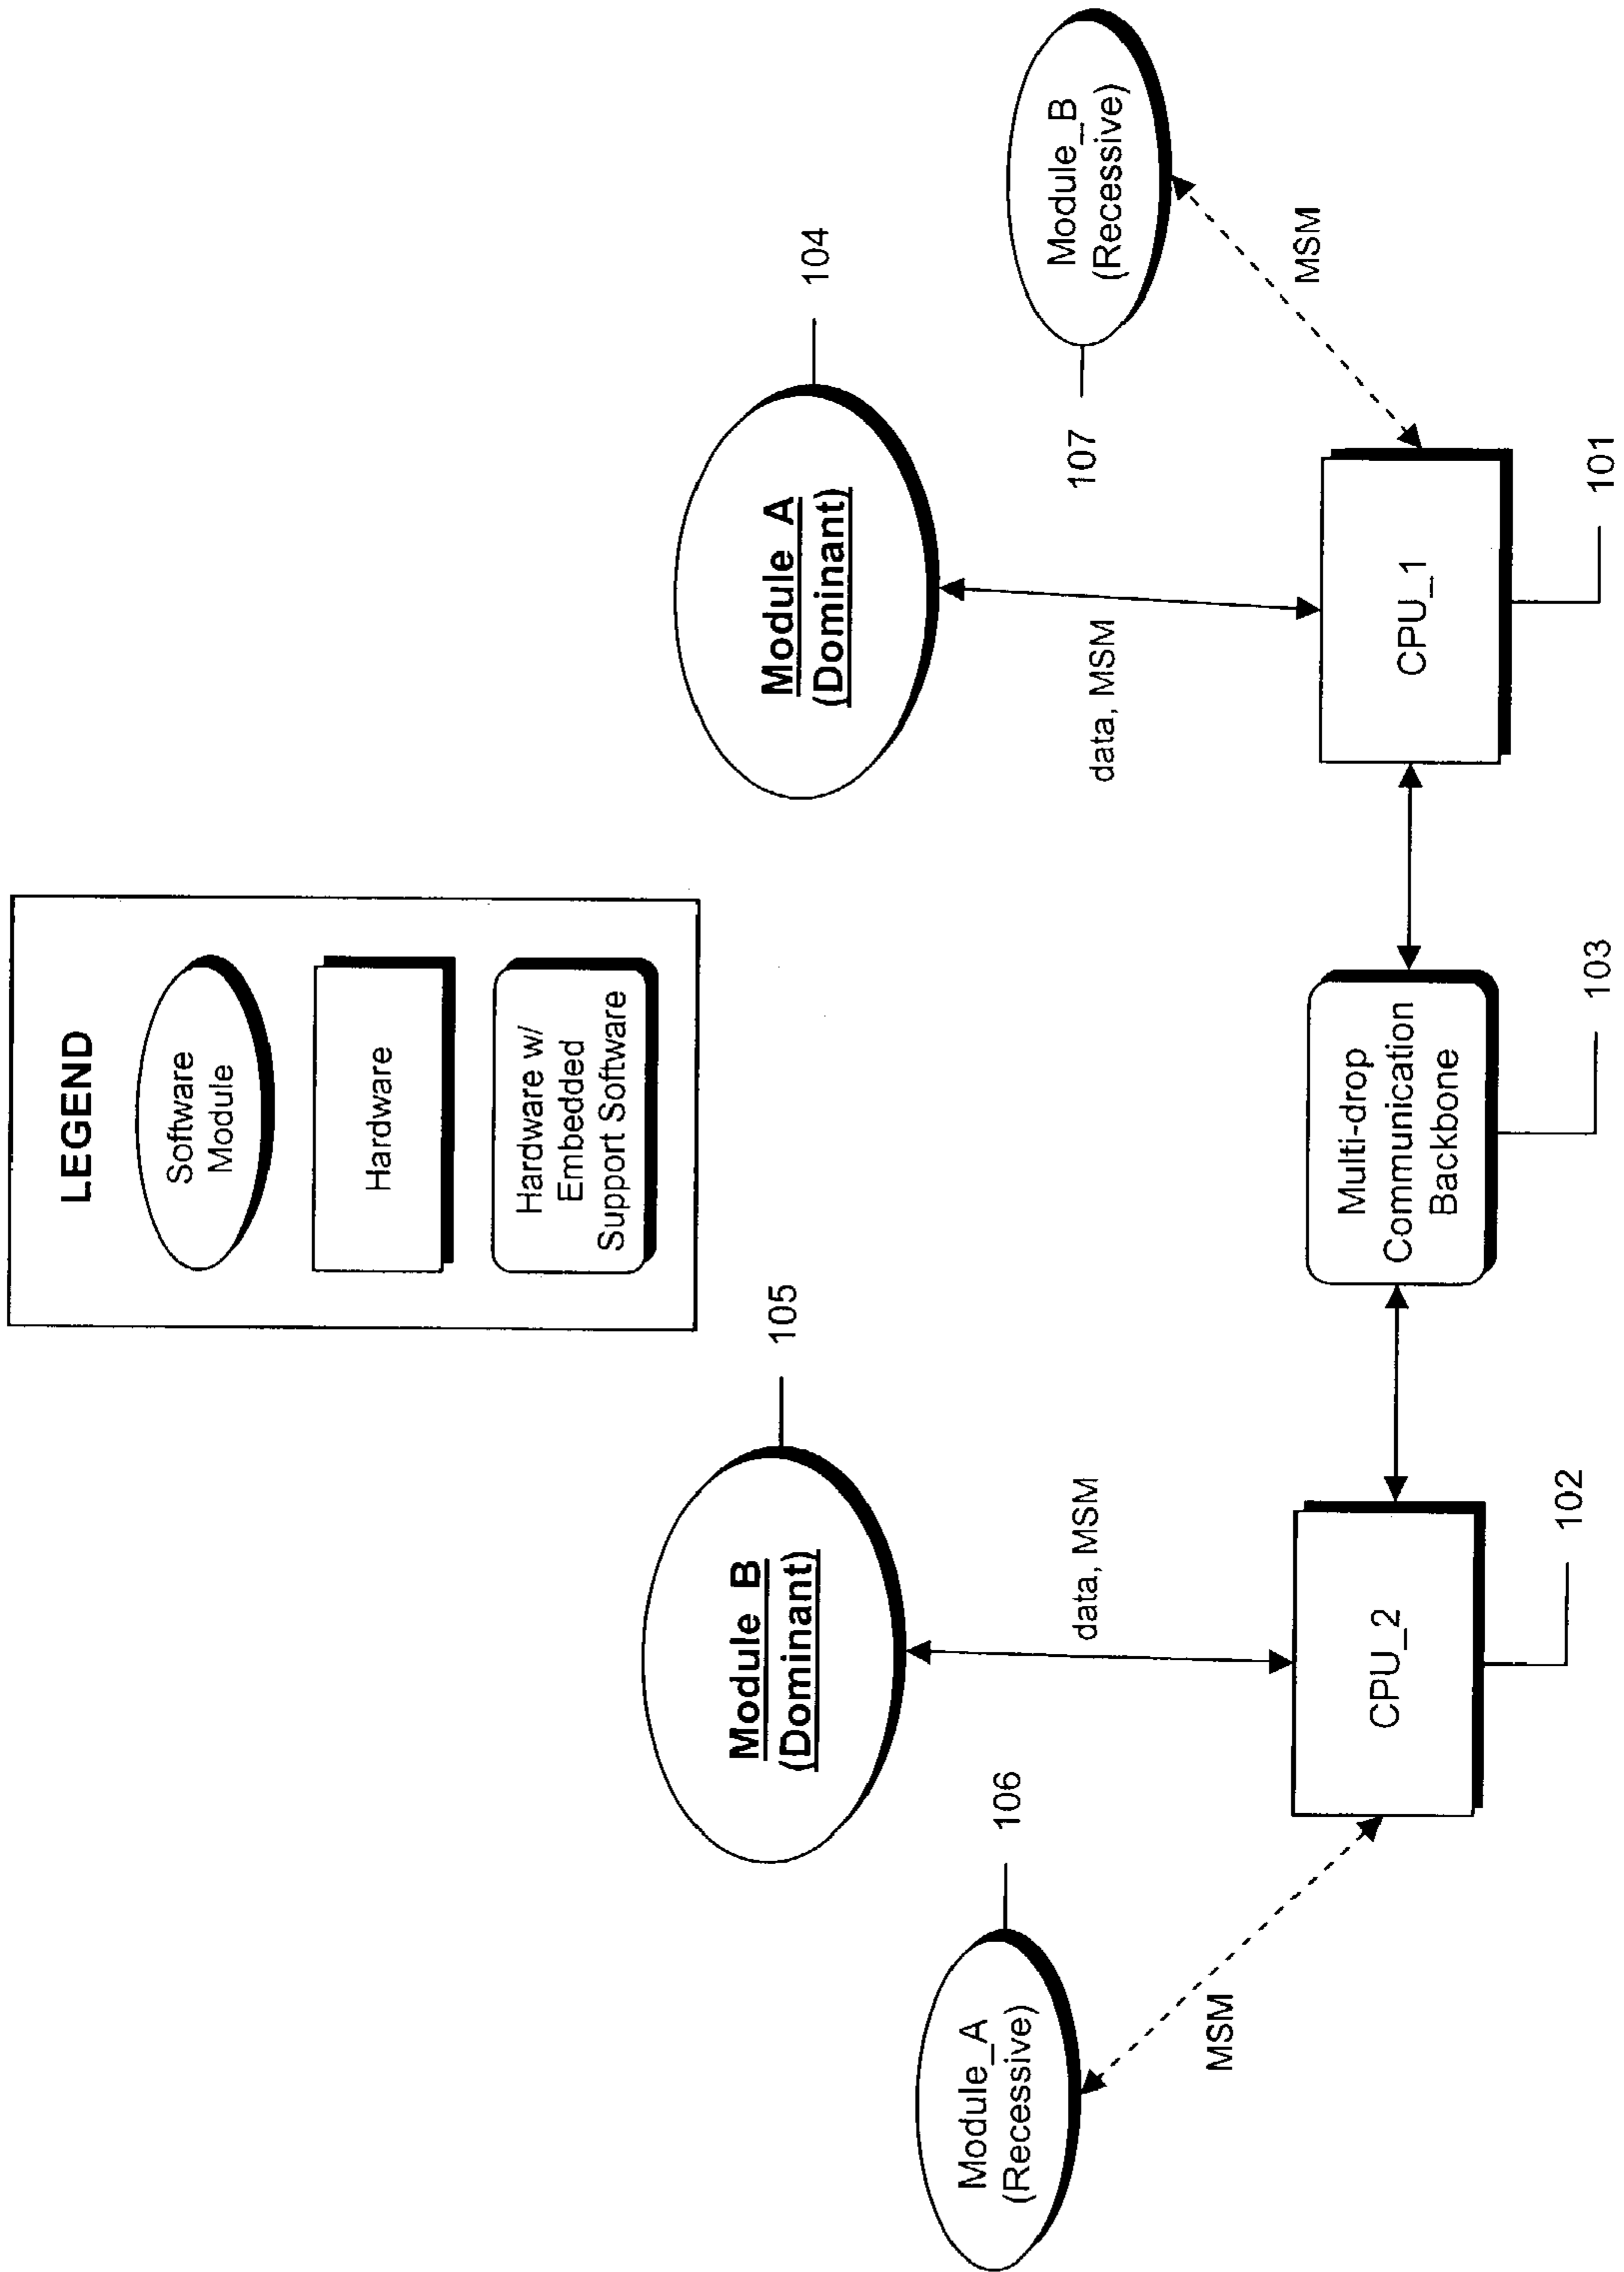 LEGEND
Software
Module
Hardware
Hardware w/
Embedded
Support Software
105
Module_B
(Dominant)
104
Module_A
(Dominant)
106
Module_A
(Recessive)
107
Module_B
(Recessive)
MSM
data, MSM
data, MSM
MSM
CPU_2
Multi-drop
Communication
Backbone
CPU_1
102
103
101